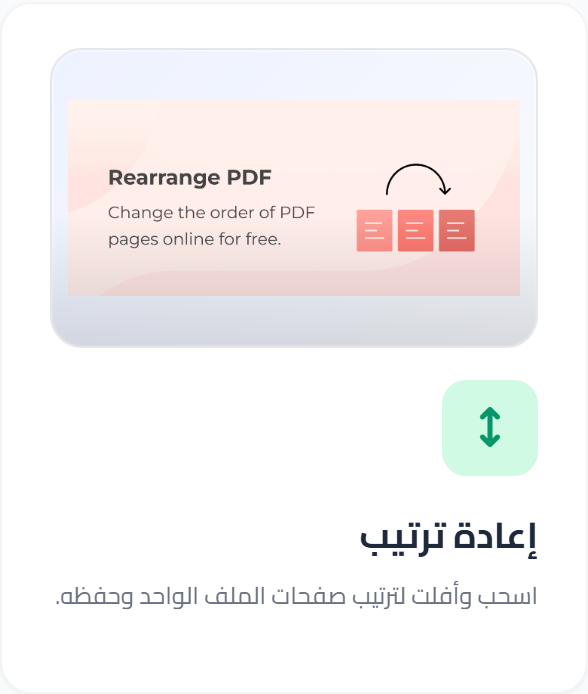 Rearrange PDF
Change the order of PDF
pages online for free.
إعادة ترتيب
اسحب وأفلت لترتيب صفحات الملف الواحد وحفظه.